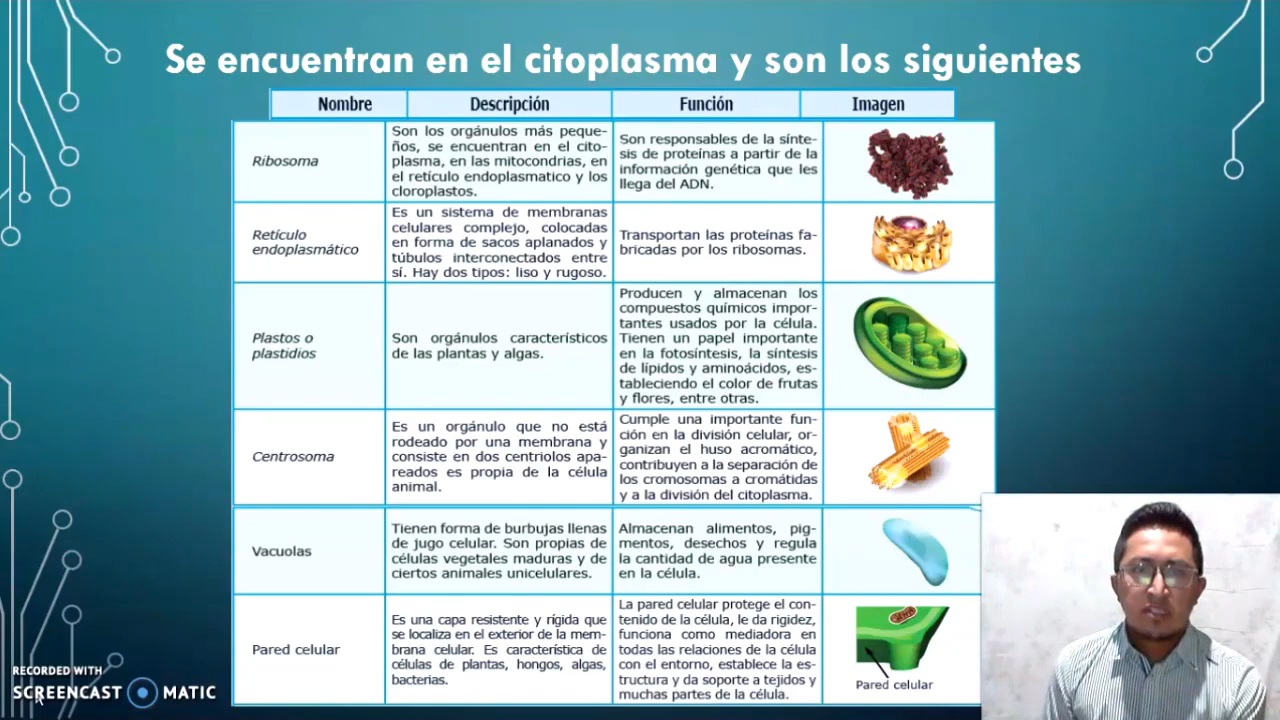 Se encuentran en el citoplasma y son los siguientes
Nombre Descripción Función Imagen
Ribosoma
Son los orgánulos más peque-
ños, se encuentran en el cito-
plasma, en las mitocondrias, en
el retículo endoplasmatico y los
cloroplastos.
Son responsables de la sínte-
sis de proteínas a partir de la
información genética que les
llega del ADN.
Retículo
endoplasmático
Es un sistema de membranas
celulares complejo, colocadas
en forma de sacos aplanados y
túbulos interconectados entre
sí. Hay dos tipos: liso y rugoso.
Transportan las proteínas fa-
bricadas por los ribosomas.
Plastos o
plastidios
Son orgánulos característicos
de las plantas y algas.
Producen y almacenan los
compuestos químicos impor-
tantes usados por la célula.
Tienen un papel importante
en la fotosíntesis, la síntesis
de lípidos y aminoácidos, es-
tableciendo el color de frutas
y flores, entre otras.
Centrosoma
Es un orgánulo que no está
rodeado por una membrana y
consiste en dos centriolos apa-
reados es propia de la célula
animal.
Cumple una importante fun-
ción en la división celular, or-
ganizan el huso acromático,
contribuyen a la separación de
los cromosomas a cromátidas
y a la división del citoplasma.
Vacuolas
Tienen forma de burbujas llenas
de jugo celular. Son propias de
células vegetales maduras y de
ciertos animales unicelulares.
Almacenan alimentos, pig-
mentos, desechos y regula
la cantidad de agua presente
en la célula.
Pared celular
Es una capa resistente y rígida que
se localiza en el exterior de la mem-
brana celular. Es característica de
células de plantas, hongos, algas,
bacterias.
La pared celular protege el con-
tenido de la célula, le da rigidez,
funciona como mediadora en
todas las relaciones de la célula
con el entorno, establece la es-
tructura y da soporte a tejidos y
muchas partes de la célula.
Pared celular
RECORDED WITH
SCREENCAST MATIC